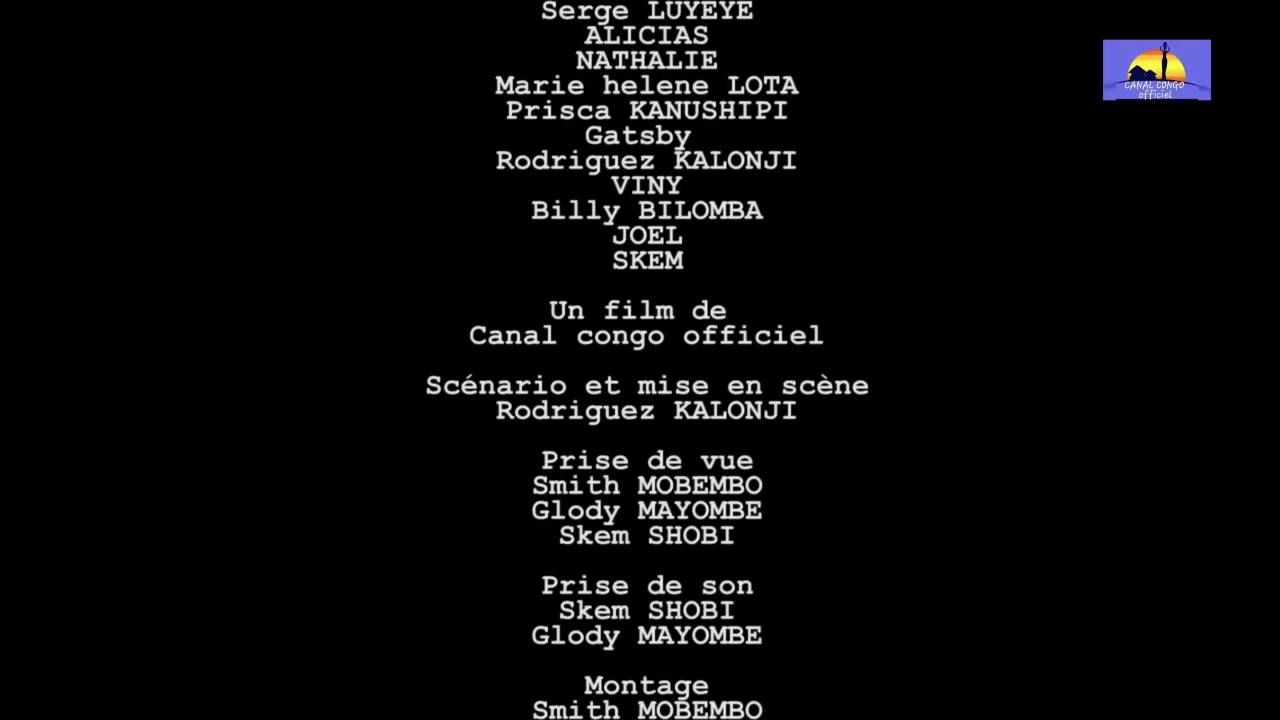 Serge LUYEYE
ALICIAS
NATHALIE
Marie helene LOTA
Prisca KANUSHIPI
Gatsby
Rodriguez KALONJI
VINY
Billy BILOMBA
JOEL
SKEM
Un film de
Canal congo officiel
Scénario et mise en scène
Rodriguez KALONJI
Prise de vue
Smith MOBEMBO
Glody MAYOMBE
Skem SHOBI
Prise de son
Skem SHOBI
Glody MAYOMBE
Montage
Smith MOBEMBO
CANAL CONGO
officiel